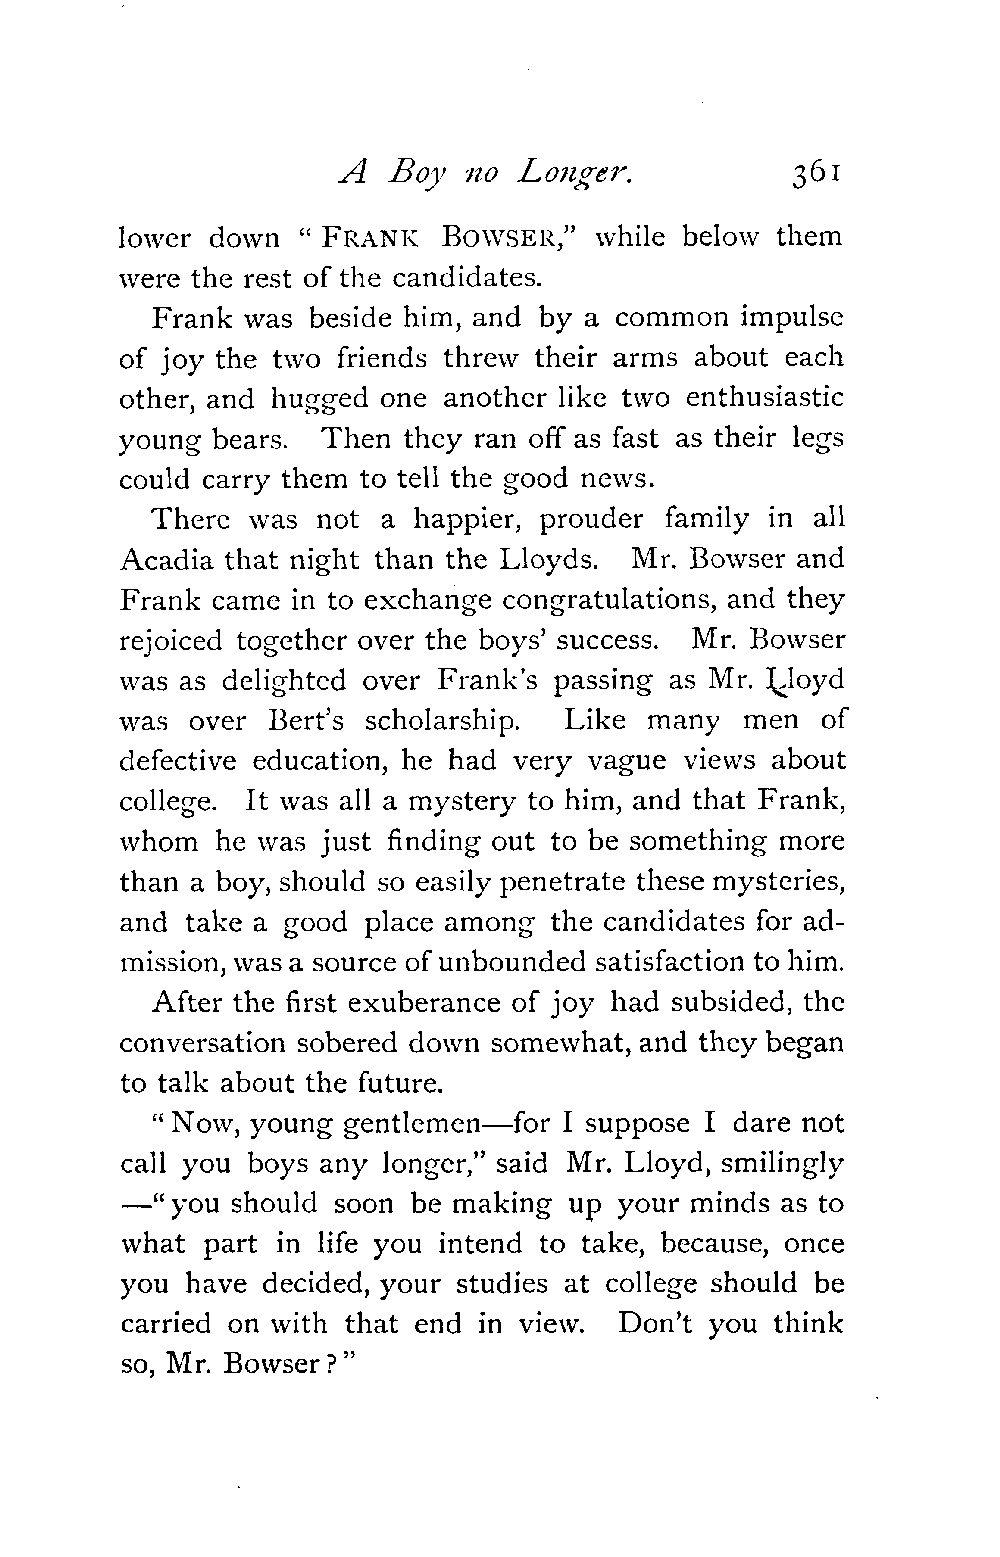 A Boy no Longer. 361
lower down " FRANK BOWSER," while below them
were the rest of the candidates.
Frank was beside him, and by a common impulse
of joy the two friends threw their arms about each
other, and hugged one another like two enthusiastic
young bears. Then they ran off as fast as their legs
could carry them to tell the good news.
There was not a happier, prouder family in all
Acadia that night than the Lloyds. Mr. Bowser and
Frank came in to exchange congratulations, and they
rejoiced together over the boys' success. Mr. Bowser
was as delighted over Frank's passing as Mr. Lloyd
was over Bert's scholarship. Like many men of
defective education, he had very vague views about
college. It was all a mystery to him, and that Frank,
whom he was just finding out to be something more
than a boy, should so easily penetrate these mysteries,
and take a good place among the candidates for ad-
mission, was a source of unbounded satisfaction to him.
After the first exuberance of joy had subsided, the
conversation sobered down somewhat, and they began
to talk about the future.
" Now, young gentlemen—for I suppose I dare not
call you boys any longer," said Mr. Lloyd, smilingly
—" you should soon be making up your minds as to
what part in life you intend to take, because, once
you have decided, your studies at college should be
carried on with that end in view. Don't you think
so, Mr. Bowser ? "